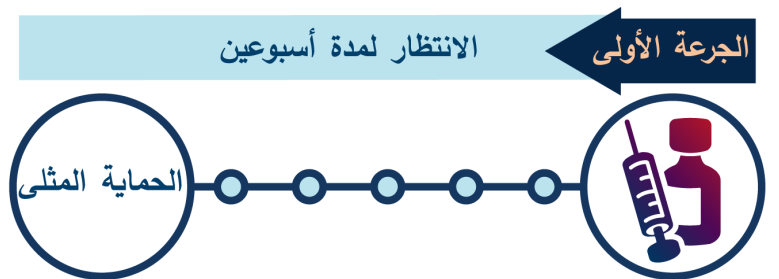 الجرعة الأولى
الانتظار لمدة أسبوعين
الحماية المثلى